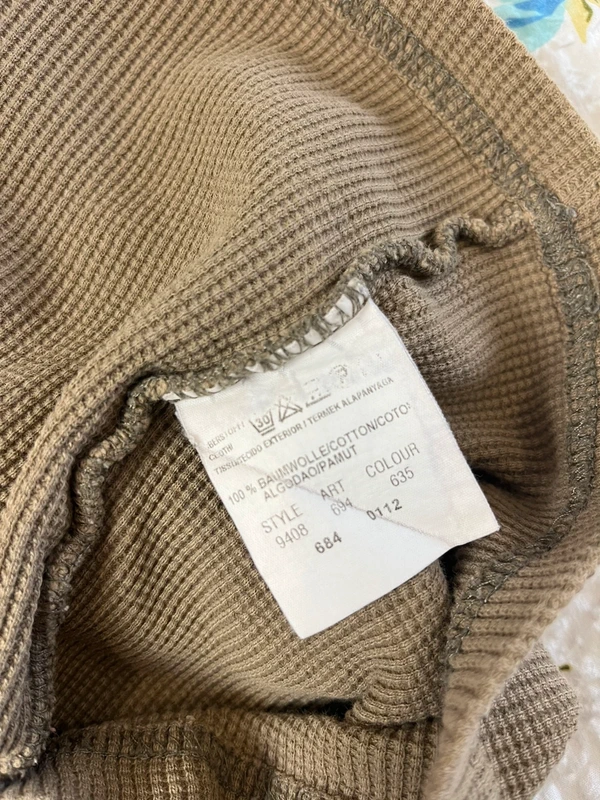 30
P
TISSU/TECIDO EXTERIOR / TERMEK ALAPANYAGA
100 % BAUMWOLLE/COTTON/COTON
ALGODAO/PAMUT
STYLE ART COLOUR
9408 694 635
684 0112